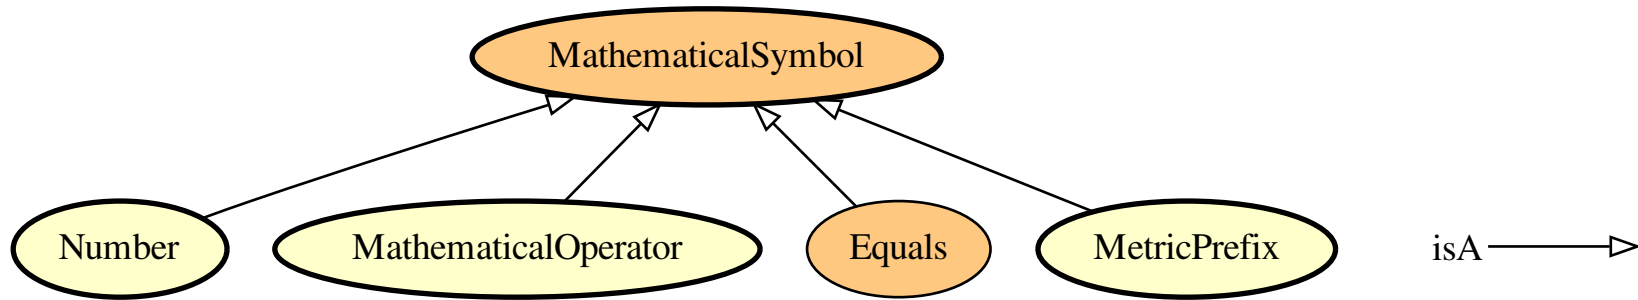 MathematicalSymbol
Number
MathematicalOperator
Equals
MetricPrefix
isA